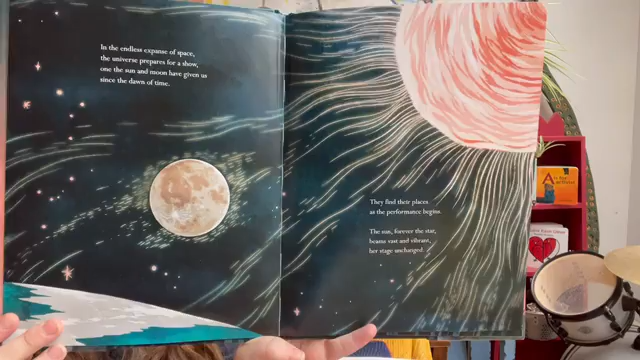 In the endless expanse of space,
the universe prepares for a show,
one the sun and moon have given us
since the dawn of time.
They find their places
as the performance begins.
The sun, forever the star,
beams vast and vibrant,
her stage unchanged.
A